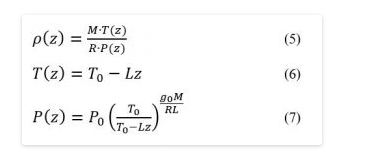 ρ(z) = M·T(z) / R·P(z) (5)
T(z) = T₀ − Lz (6)
P(z) = P₀ (T₀ / T₀−Lz)^(g₀M / RL) (7)